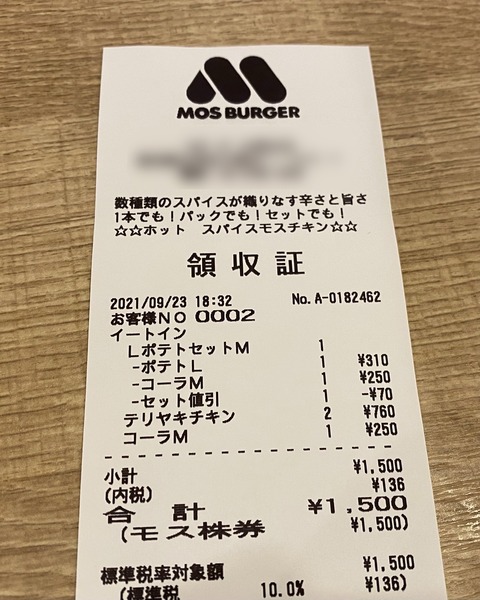 MOS BURGER
数種類のスパイスが織りなす辛さと旨さ
1本でも！パックでも！セットでも！
☆☆ホット スパイスモスチキン☆☆
領収証
2021/09/23 18:32 No.A-0182462
お客様NO 0002
イートイン
LポテトセットM 1
-ポテトL 1 ¥310
-コーラM 1 ¥250
-セット値引 1 -¥70
テリヤキチキン 2 ¥760
コーラM 1 ¥250
小計 ¥1,500
(内税) ¥136
合計 ¥1,500
(モス株券 ¥1,500)
標準税率対象額 ¥1,500
(標準税 10.0% ¥136)